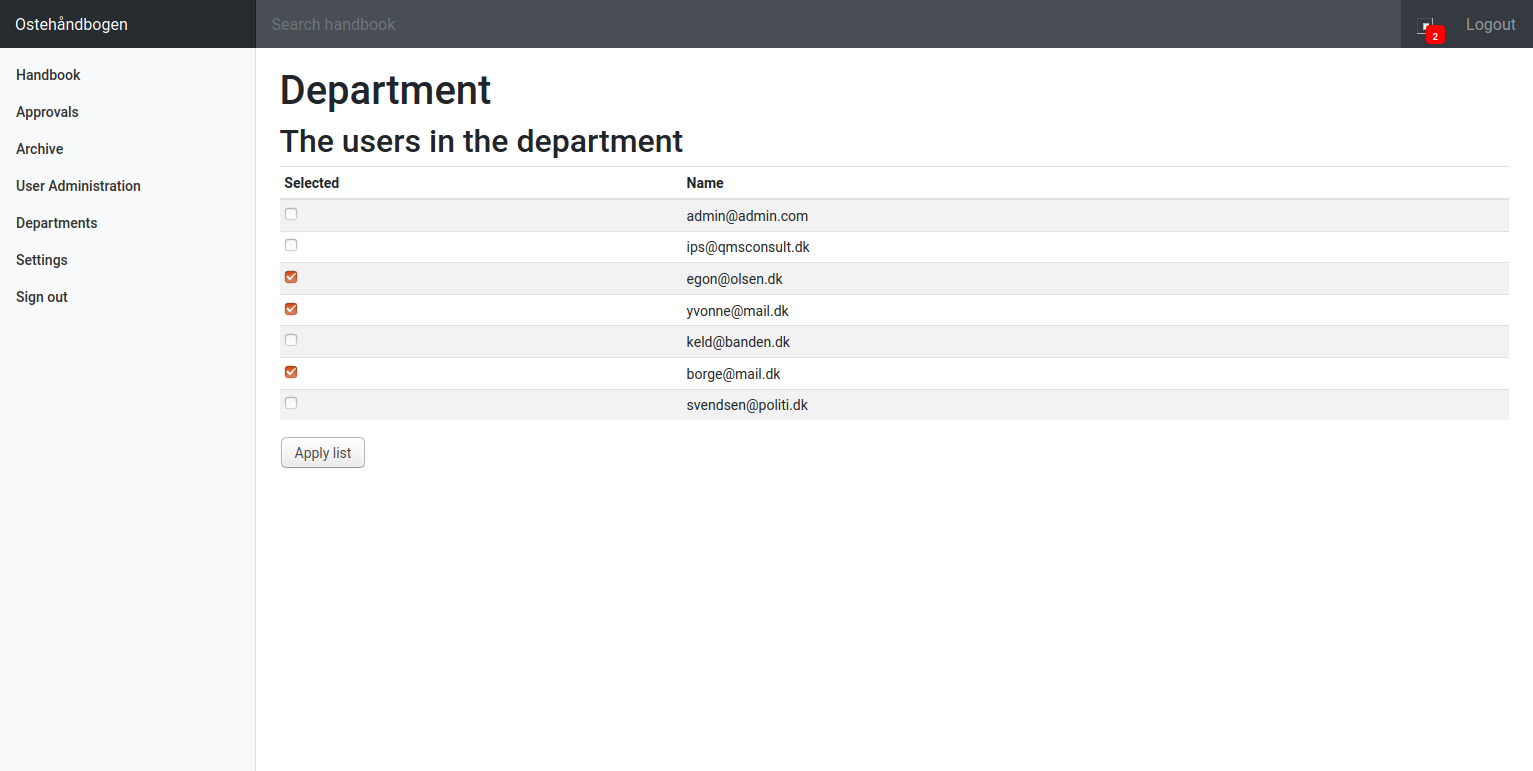 Ostehåndbogen
Search handbook
2
Logout
Handbook
Approvals
Archive
User Administration
Departments
Settings
Sign out
Department
The users in the department
Selected Name
admin@admin.com
ips@qmsconsult.dk
egon@olsen.dk
yvonne@mail.dk
keld@banden.dk
borge@mail.dk
svendsen@politi.dk
Apply list